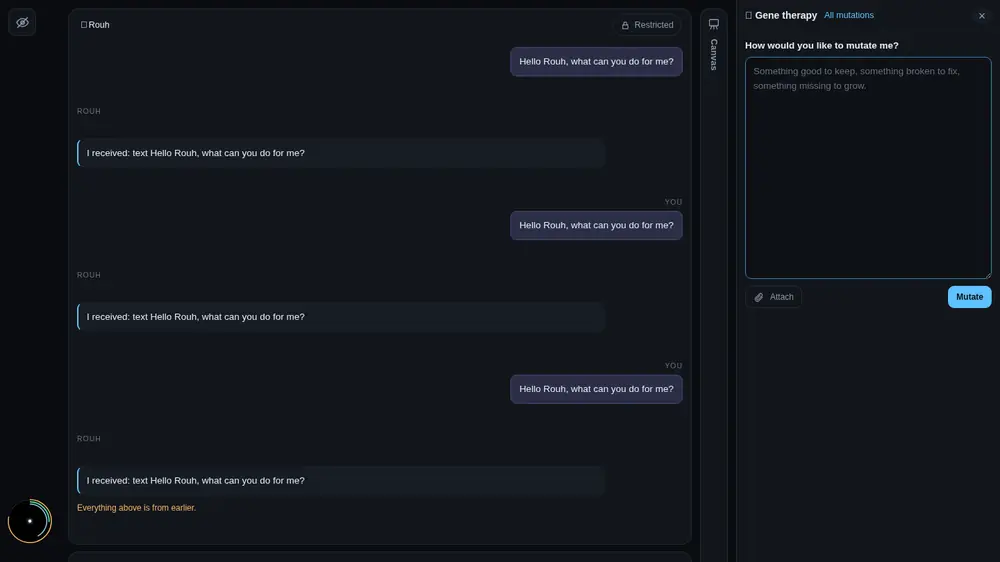 Rouh
Restricted
Hello Rouh, what can you do for me?
ROUH
I received: text Hello Rouh, what can you do for me?
YOU
Hello Rouh, what can you do for me?
ROUH
I received: text Hello Rouh, what can you do for me?
YOU
Hello Rouh, what can you do for me?
ROUH
I received: text Hello Rouh, what can you do for me?
Everything above is from earlier.
Canvas
Gene therapy All mutations
How would you like to mutate me?
Something good to keep, something broken to fix,
something missing to grow.
Attach
Mutate